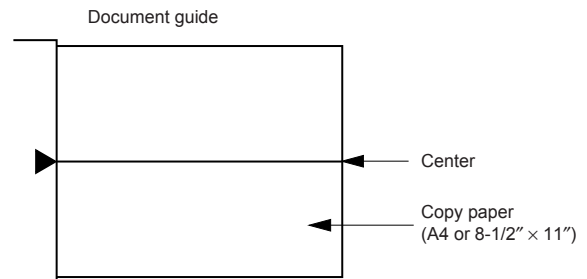 Document guide
Center
Copy paper
(A4 or 8-1/2″ × 11″)